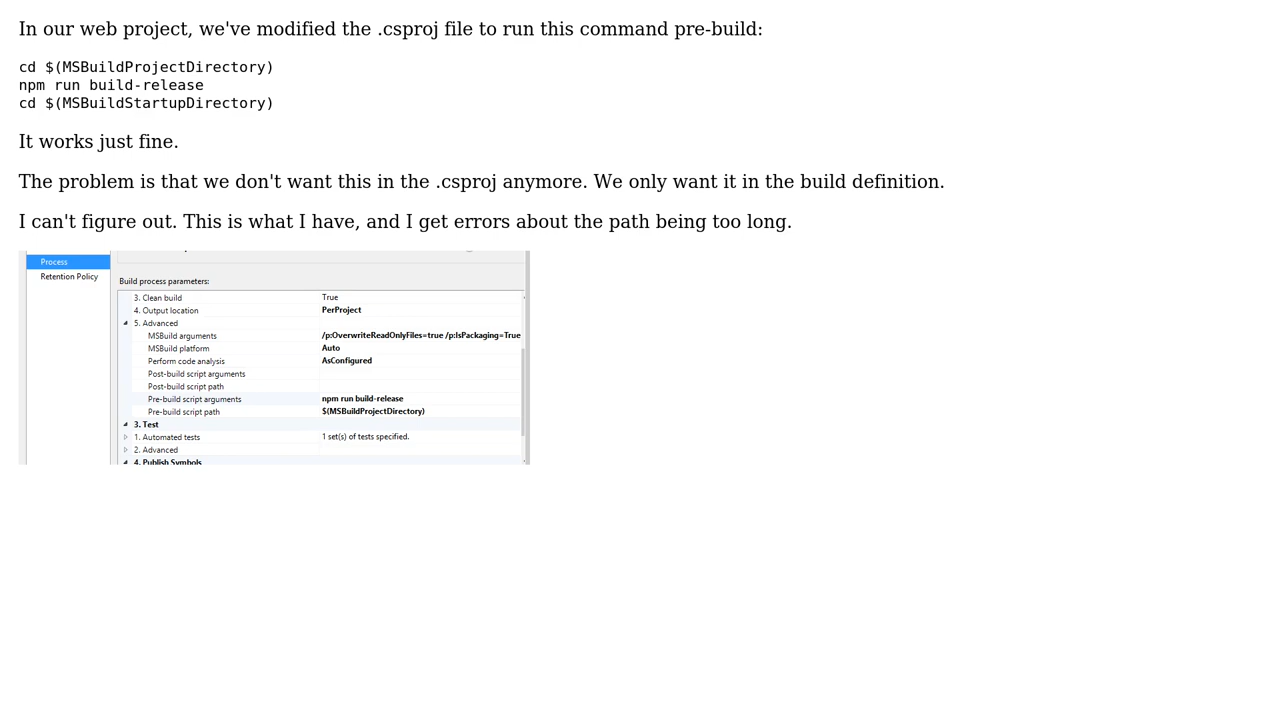 In our web project, we've modified the .csproj file to run this command pre-build:
cd $(MSBuildProjectDirectory)
npm run build-release
cd $(MSBuildStartupDirectory)
It works just fine.
The problem is that we don't want this in the .csproj anymore. We only want it in the build definition.
I can't figure out. This is what I have, and I get errors about the path being too long.
Process
Retention Policy
Build process parameters:
3. Clean build True
4. Output location PerProject
5. Advanced
MSBuild arguments /p:OverwriteReadOnlyFiles=true /p:IsPackaging=True
MSBuild platform Auto
Perform code analysis AsConfigured
Post-build script arguments
Post-build script path
Pre-build script arguments npm run build-release
Pre-build script path $(MSBuildProjectDirectory)
3. Test
1. Automated tests 1 set(s) of tests specified.
2. Advanced
4. Publish Symbols